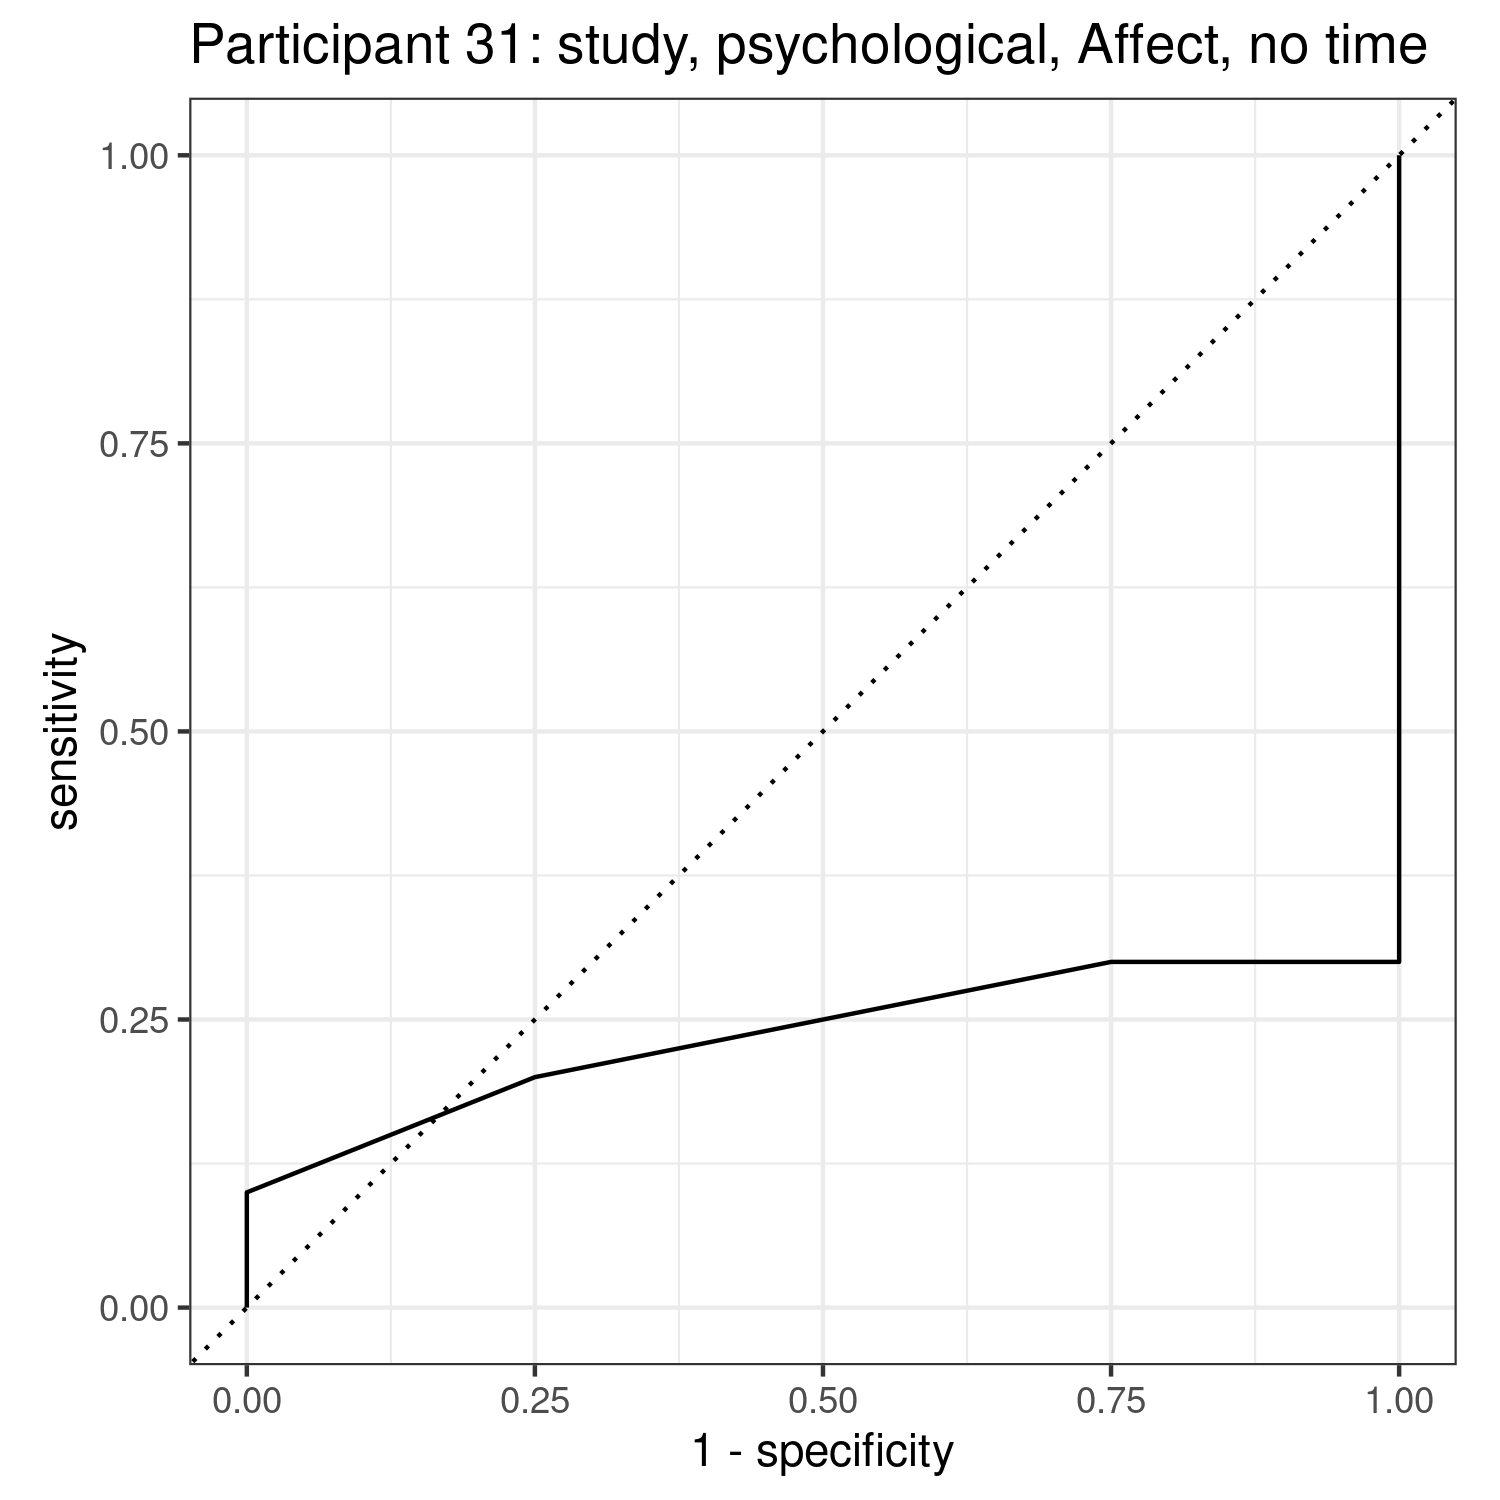 Participant 31: study, psychological, Affect, no time
1.00
0.75
0.50
0.25
0.00
sensitivity
0.00 0.25 0.50 0.75 1.00
1 - specificity